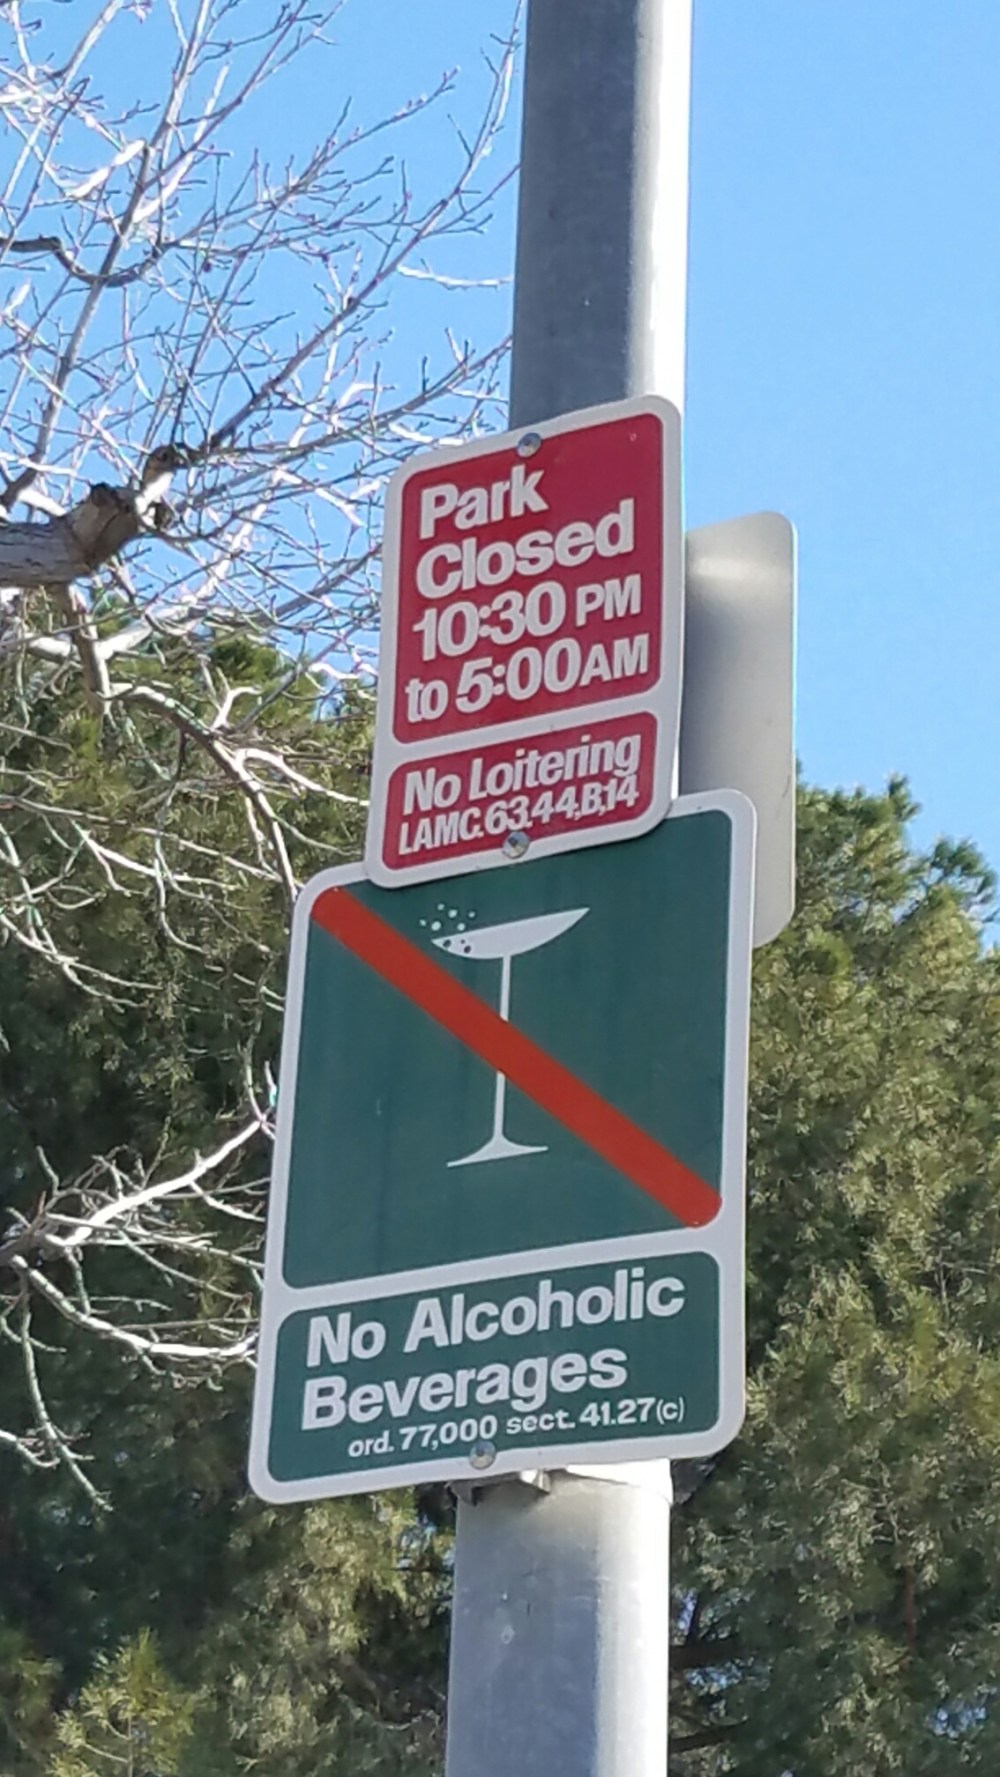 Park
Closed
10:30 PM
to 5:00AM
No Loitering
LAMC.63.44,B,14
No Alcoholic
Beverages
ord. 77,000 sect. 41.27(c)